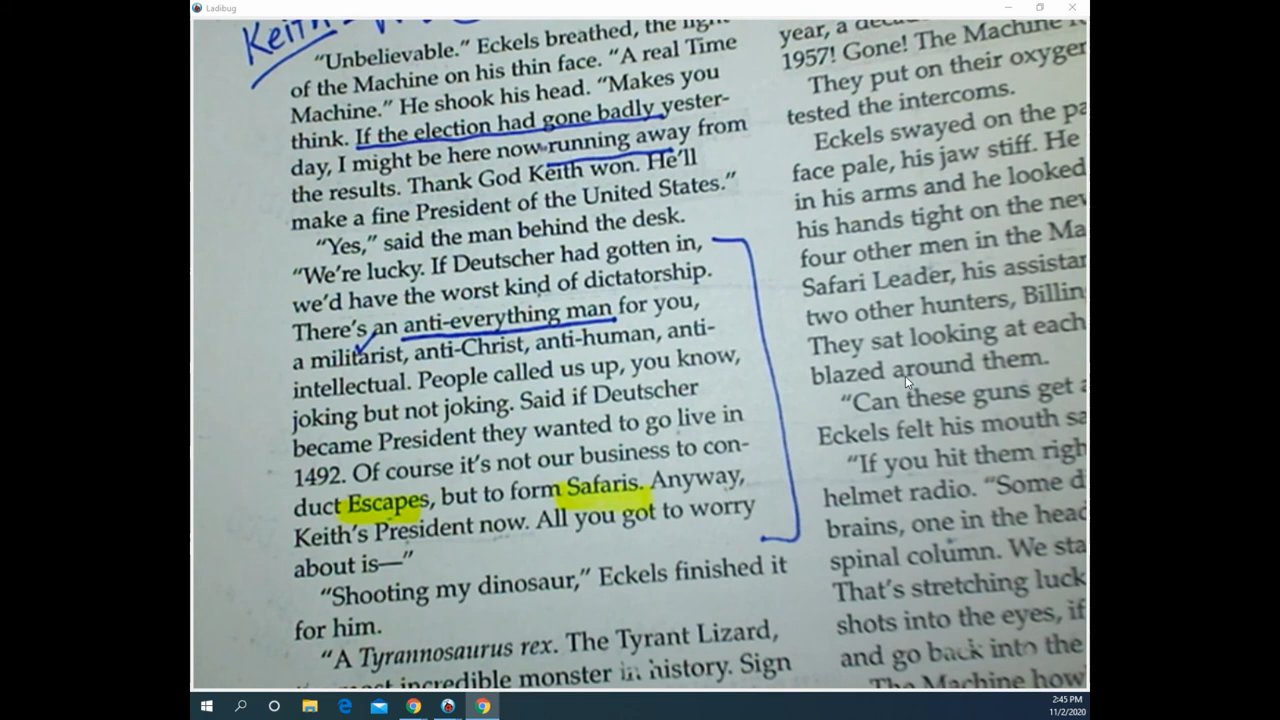 Ladibug
Keith
"Unbelievable." Eckels breathed, the light
of the Machine on his thin face. "A real Time
Machine." He shook his head. "Makes you
think. If the election had gone badly yester-
day, I might be here now running away from
the results. Thank God Keith won. He'll
make a fine President of the United States."
"Yes," said the man behind the desk.
"We're lucky. If Deutscher had gotten in,
we'd have the worst kind of dictatorship.
There's an anti-everything man for you,
a militarist, anti-Christ, anti-human, anti-
intellectual. People called us up, you know,
joking but not joking. Said if Deutscher
became President they wanted to go live in
1492. Of course it's not our business to con-
duct Escapes, but to form Safaris. Anyway,
Keith's President now. All you got to worry
about is—"
"Shooting my dinosaur," Eckels finished it
for him.
"A Tyrannosaurus rex. The Tyrant Lizard,
incredible monster in history. Sign
year, a
1957! Gone! The Machine
They put on their oxygen
tested the intercoms.
Eckels swayed on the
face pale, his jaw stiff. He
in his arms and he looked
his hands tight on the
four other men in the
Safari Leader, his
two other hunters,
They sat looking at each
blazed around them.
"Can these guns get
Eckels felt his mouth
"If you hit them
helmet radio. "Some
brains, one in the head
spinal column. We
That's stretching
shots into the eyes, if
and go back into the
The Machine
2:45 PM
11/2/2020